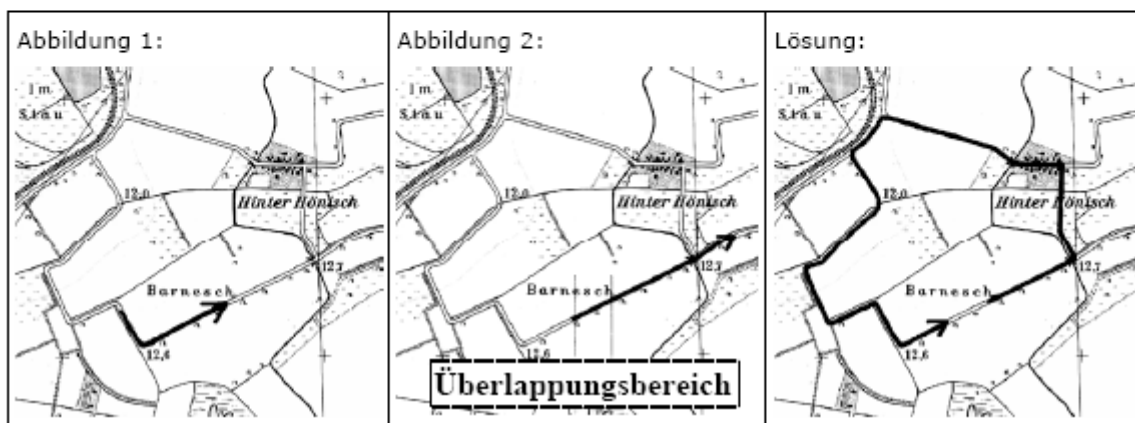 Abbildung 1:
I m
S t a u
12,0
Hinter Hönisch
12,7
Barnesch
12,6
Abbildung 2:
I m
S t a u
12,0
Hinter Hönisch
12,7
Barnesch
12,6
Überlappungsbereich
Lösung:
I m
S t a u
12,0
Hinter Hönisch
12,7
Barnesch
12,6